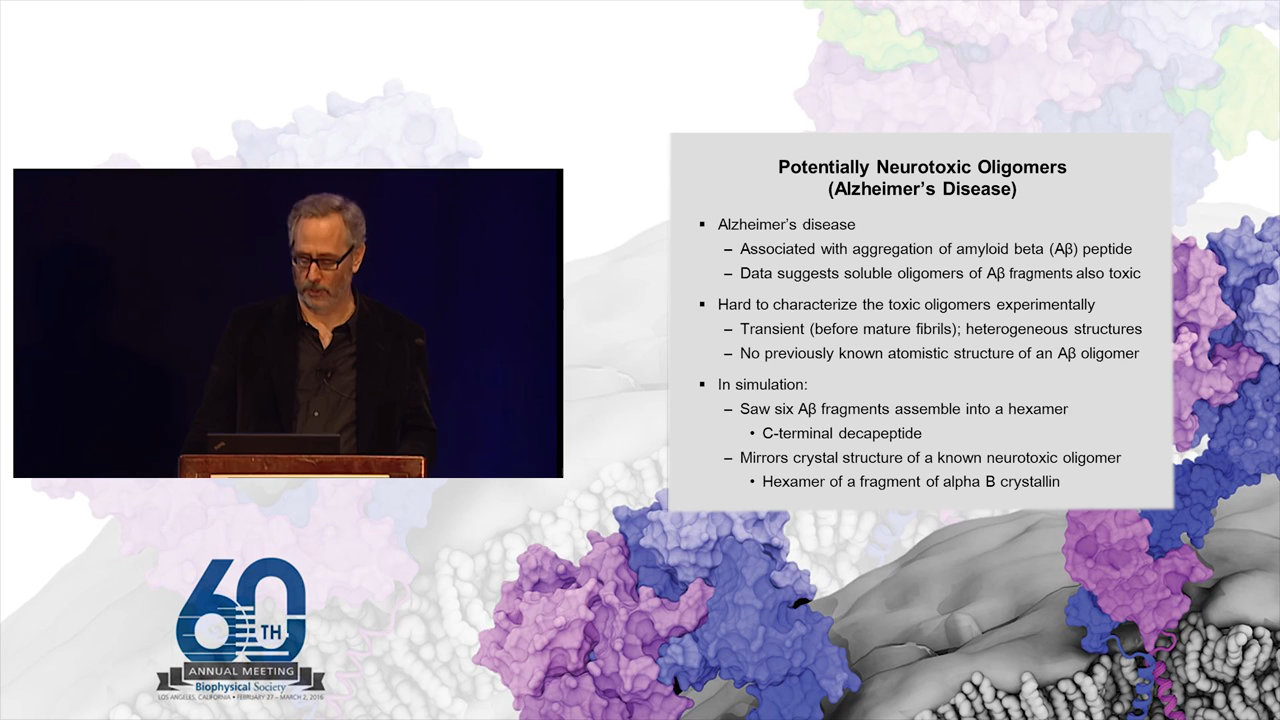 Potentially Neurotoxic Oligomers
(Alzheimer’s Disease)
▪ Alzheimer’s disease
– Associated with aggregation of amyloid beta (Aβ) peptide
– Data suggests soluble oligomers of Aβ fragments also toxic
▪ Hard to characterize the toxic oligomers experimentally
– Transient (before mature fibrils); heterogeneous structures
– No previously known atomistic structure of an Aβ oligomer
▪ In simulation:
– Saw six Aβ fragments assemble into a hexamer
• C-terminal decapeptide
– Mirrors crystal structure of a known neurotoxic oligomer
• Hexamer of a fragment of alpha B crystallin
60TH
ANNUAL MEETING
Biophysical Society
LOS ANGELES, CALIFORNIA • FEBRUARY 27 – MARCH 2, 2016